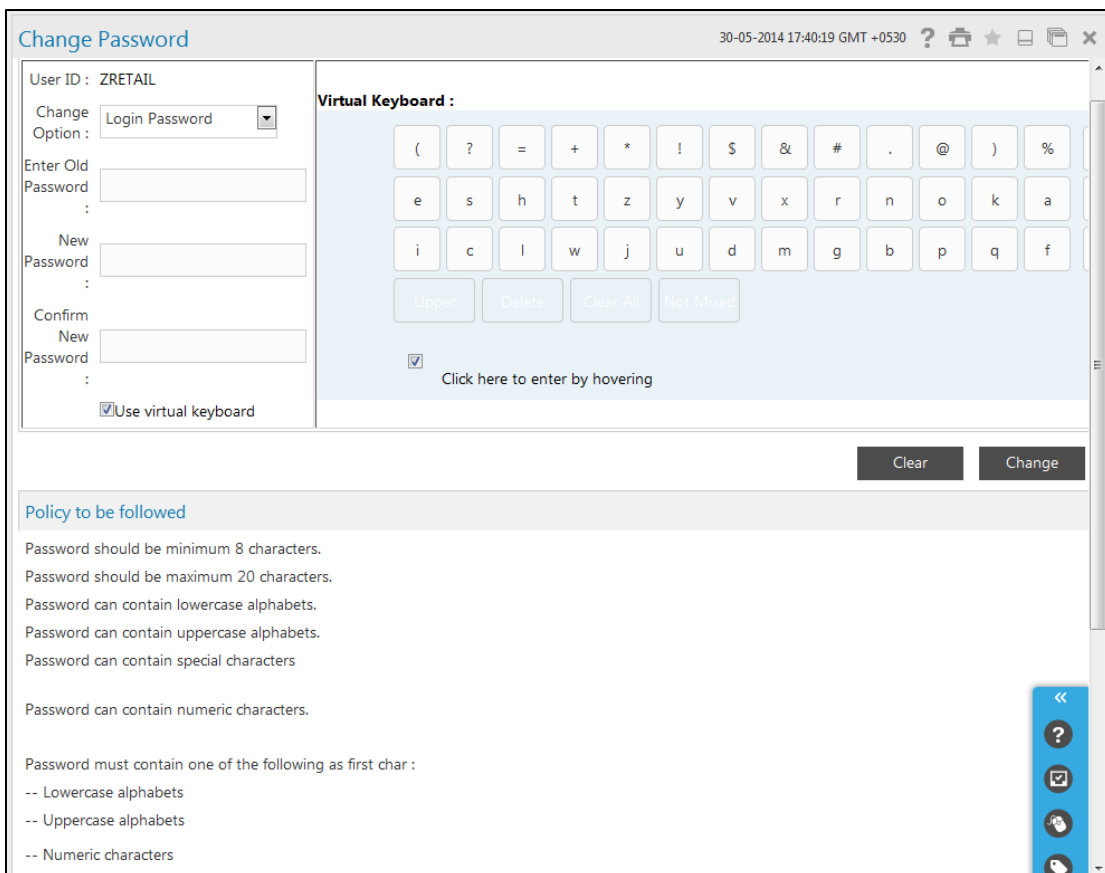 Change Password
30-05-2014 17:40:19 GMT +0530 ?
User ID : ZRETAIL
Change Option : Login Password
Enter Old Password :
New Password :
Confirm New Password :
Use virtual keyboard
Virtual Keyboard :
( ? = + * ! $ & # . @ ) %
e s h t z y v x r n o k a
i c l w j u d m g b p q f
Upper Delete Clear All Not Mixed
Click here to enter by hovering
Clear Change
Policy to be followed
Password should be minimum 8 characters.
Password should be maximum 20 characters.
Password can contain lowercase alphabets.
Password can contain uppercase alphabets.
Password can contain special characters
Password can contain numeric characters.
Password must contain one of the following as first char :
-- Lowercase alphabets
-- Uppercase alphabets
-- Numeric characters